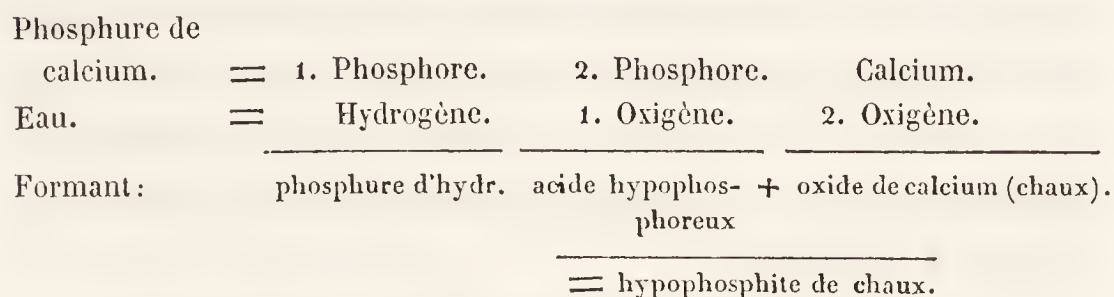 Phosphure de
calcium. = 1. Phosphore. 2. Phosphore. Calcium.
Eau. = Hydrogène. 1. Oxigène. 2. Oxigène.
Formant: phosphure d'hydr. acide hypophos- + oxide de calcium (chaux).
phoreux
= hypophosphite de chaux.